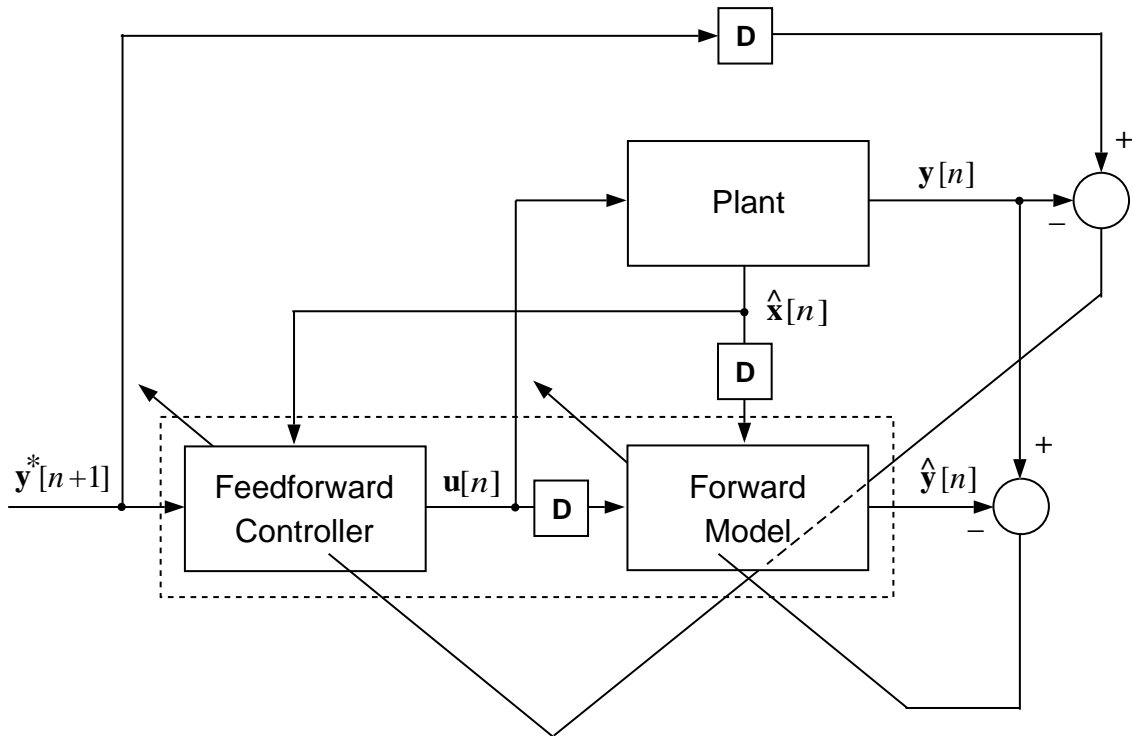 D
+
Plant
y[n]
−
x̂[n]
D
+
y*[n+1]
Feedforward
Controller
u[n]
D
Forward
Model
ŷ[n]
−